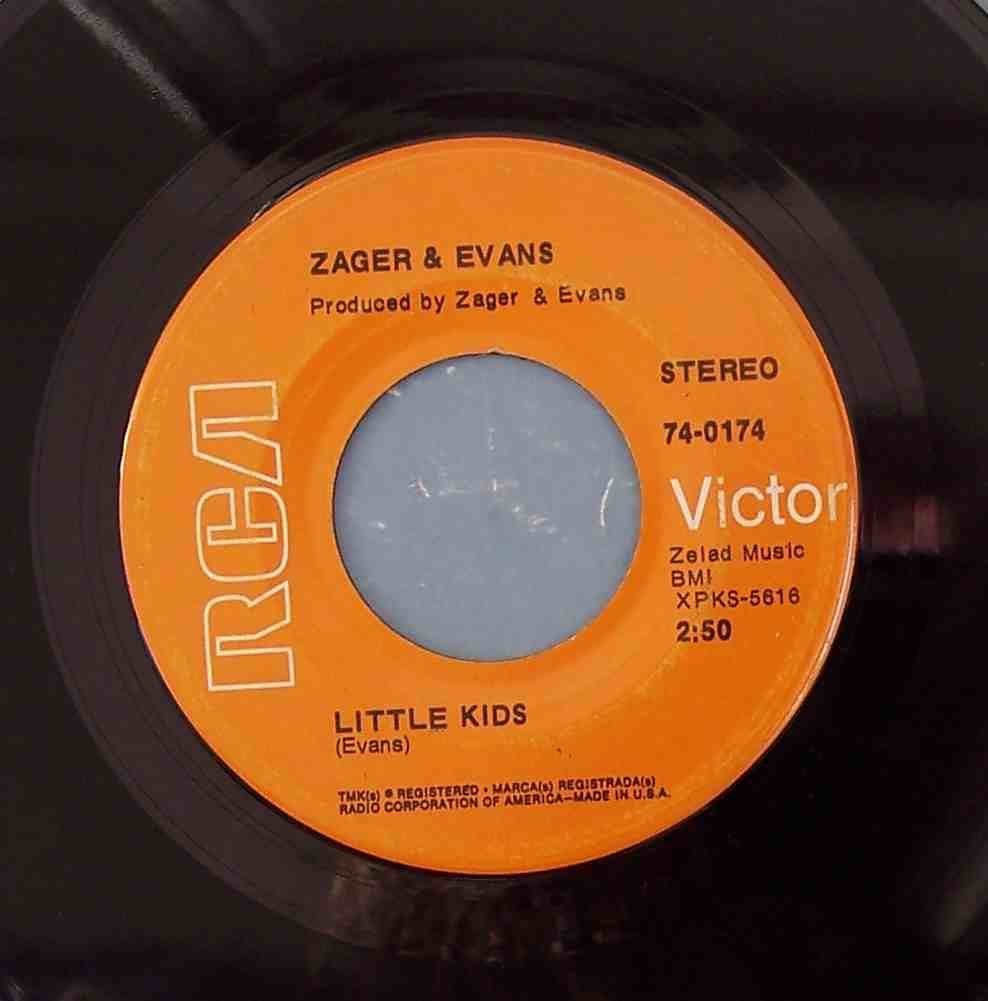 ZAGER & EVANS
Produced by Zager & Evans
STEREO
74-0174
RCA
Victor
Zelad Music
BMI
XPKS-5616
2:50
LITTLE KIDS
(Evans)
TMK(s) ® REGISTERED • MARCA(s) REGISTRADA(s)
RADIO CORPORATION OF AMERICA—MADE IN U.S.A.